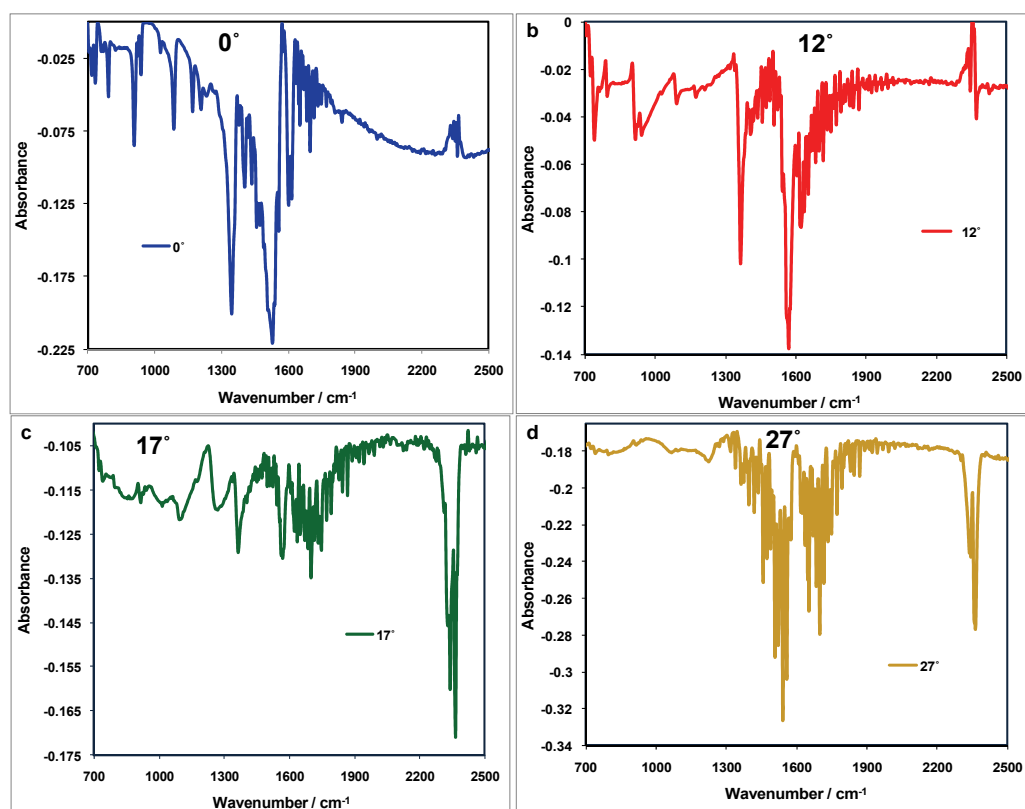 0˚
-0.025
-0.075
-0.125
-0.175
-0.225
Absorbance
0˚
700 1000 1300 1600 1900 2200 2500
Wavenumber / cm-1
b
12˚
0
-0.02
-0.04
-0.06
-0.08
-0.1
-0.12
-0.14
Absorbance
12˚
700 1000 1300 1600 1900 2200 2500
Wavenumber / cm-1
c
17˚
-0.105
-0.115
-0.125
-0.135
-0.145
-0.155
-0.165
-0.175
Absorbance
17˚
700 1000 1300 1600 1900 2200 2500
Wavenumber / cm-1
d
27˚
-0.18
-0.2
-0.22
-0.24
-0.26
-0.28
-0.3
-0.32
-0.34
Absorbance
27˚
700 1000 1300 1600 1900 2200 2500
Wavenumber / cm-1